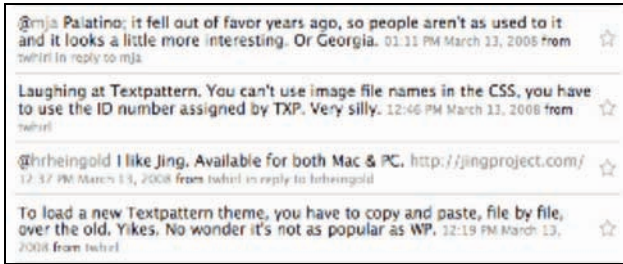 @mja Palatino; it fell out of favor years ago, so people aren't as used to it
and it looks a little more interesting. Or Georgia. 01:11 PM March 13, 2008 from
twhirl in reply to mja
Laughing at Textpattern. You can't use image file names in the CSS, you have
to use the ID number assigned by TXP. Very silly. 12:46 PM March 13, 2008 from
twhirl
@hrheingold I like Jing. Available for both Mac & PC. http://jingproject.com/
12:37 PM March 13, 2008 from twhirl in reply to hrheingold
To load a new Textpattern theme, you have to copy and paste, file by file,
over the old. Yikes. No wonder it's not as popular as WP. 12:19 PM March 13,
2008 from twhirl